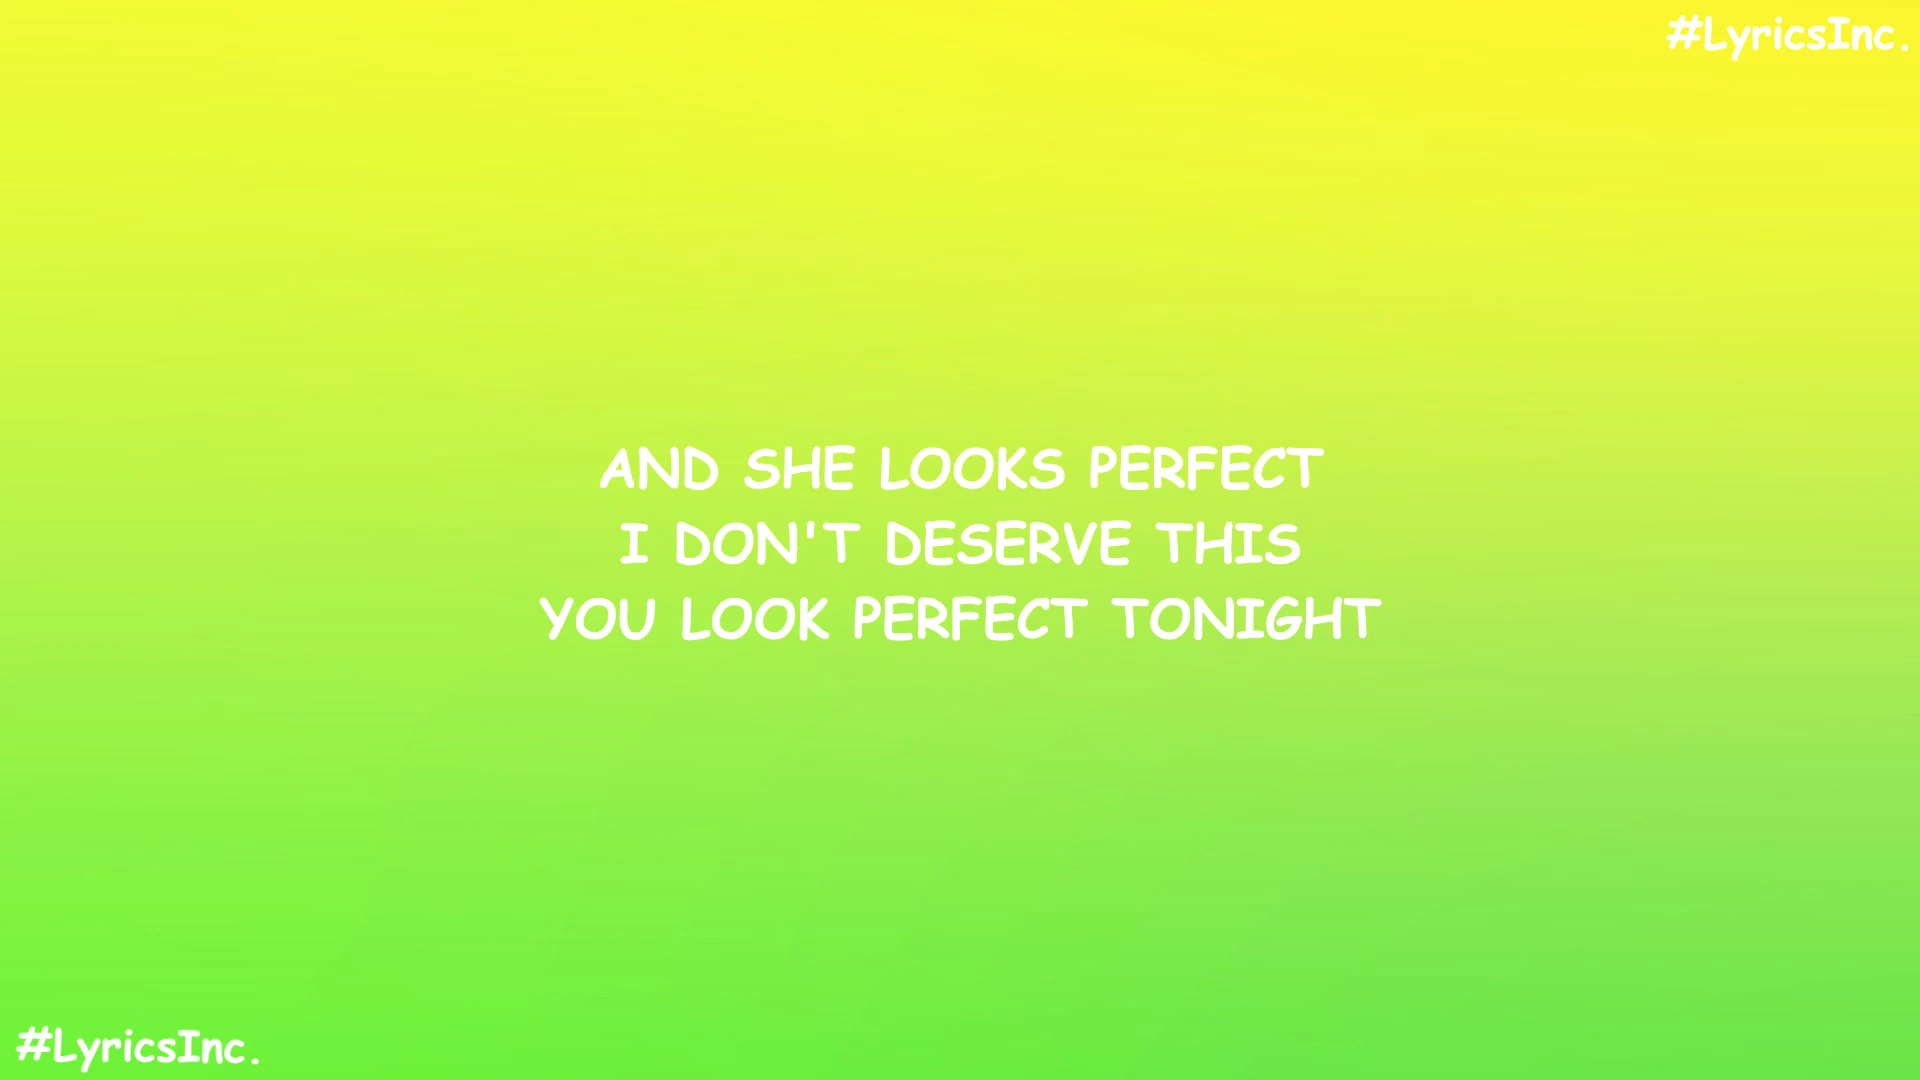 #LyricsInc.
AND SHE LOOKS PERFECT
I DON'T DESERVE THIS
YOU LOOK PERFECT TONIGHT
#LyricsInc.